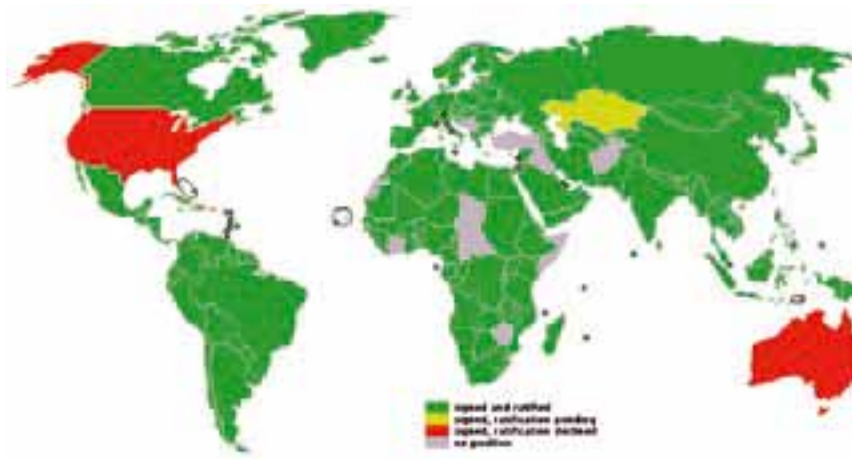 signed and ratified
signed, ratification pending
signed, ratification declined
no position